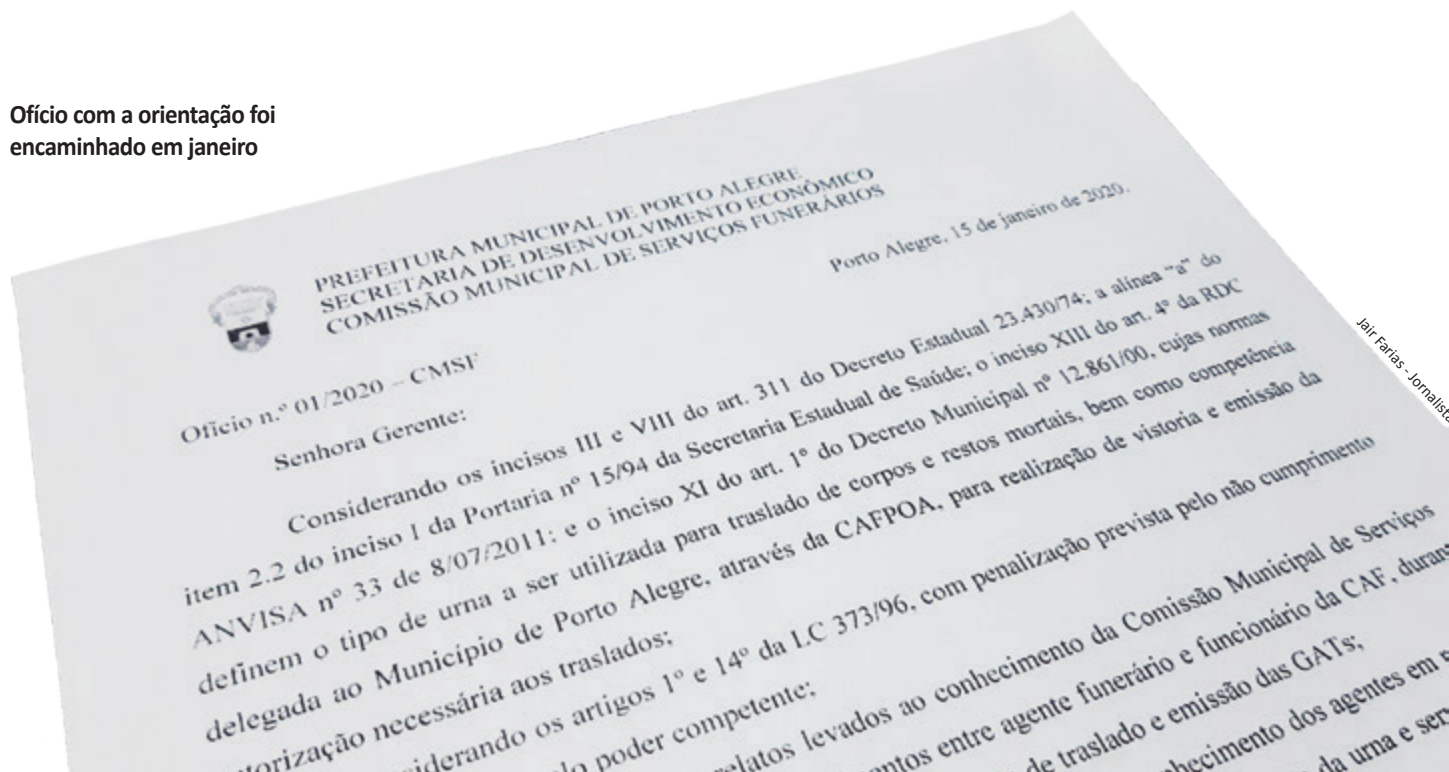 Ofício com a orientação foi
encaminhado em janeiro
PREFEITURA MUNICIPAL DE PORTO ALEGRE
SECRETARIA DE DESENVOLVIMENTO ECONÔMICO
COMISSÃO MUNICIPAL DE SERVIÇOS FUNERÁRIOS
Porto Alegre, 15 de janeiro de 2020.
Ofício n.º 01/2020 – CMSF
Senhora Gerente:
Considerando os incisos III e VIII do art. 311 do Decreto Estadual 23.430/74; a alínea “a” do
item 2.2 do inciso 1 da Portaria nº 15/94 da Secretaria Estadual de Saúde; o inciso XIII do art. 4º da RDC
ANVISA nº 33 de 8/07/2011; e o inciso XI do art. 1º do Decreto Municipal nº 12.861/00, cujas normas
definem o tipo de urna a ser utilizada para traslado de corpos e restos mortais, bem como competência
delegada ao Município de Porto Alegre, através da CAFPOA, para realização de vistoria e emissão da
torização necessária aos traslados;
siderando os artigos 1º e 14º da LC 373/96, com penalização prevista pelo não cumprimento
lo poder competente;
relatos levados ao conhecimento da Comissão Municipal de Serviços
antos entre agente funerário e funcionário da CAF, duran
de traslado e emissão das GATs;
hecimento dos agentes em
da urna e ser
Jair Farias - Jornalista